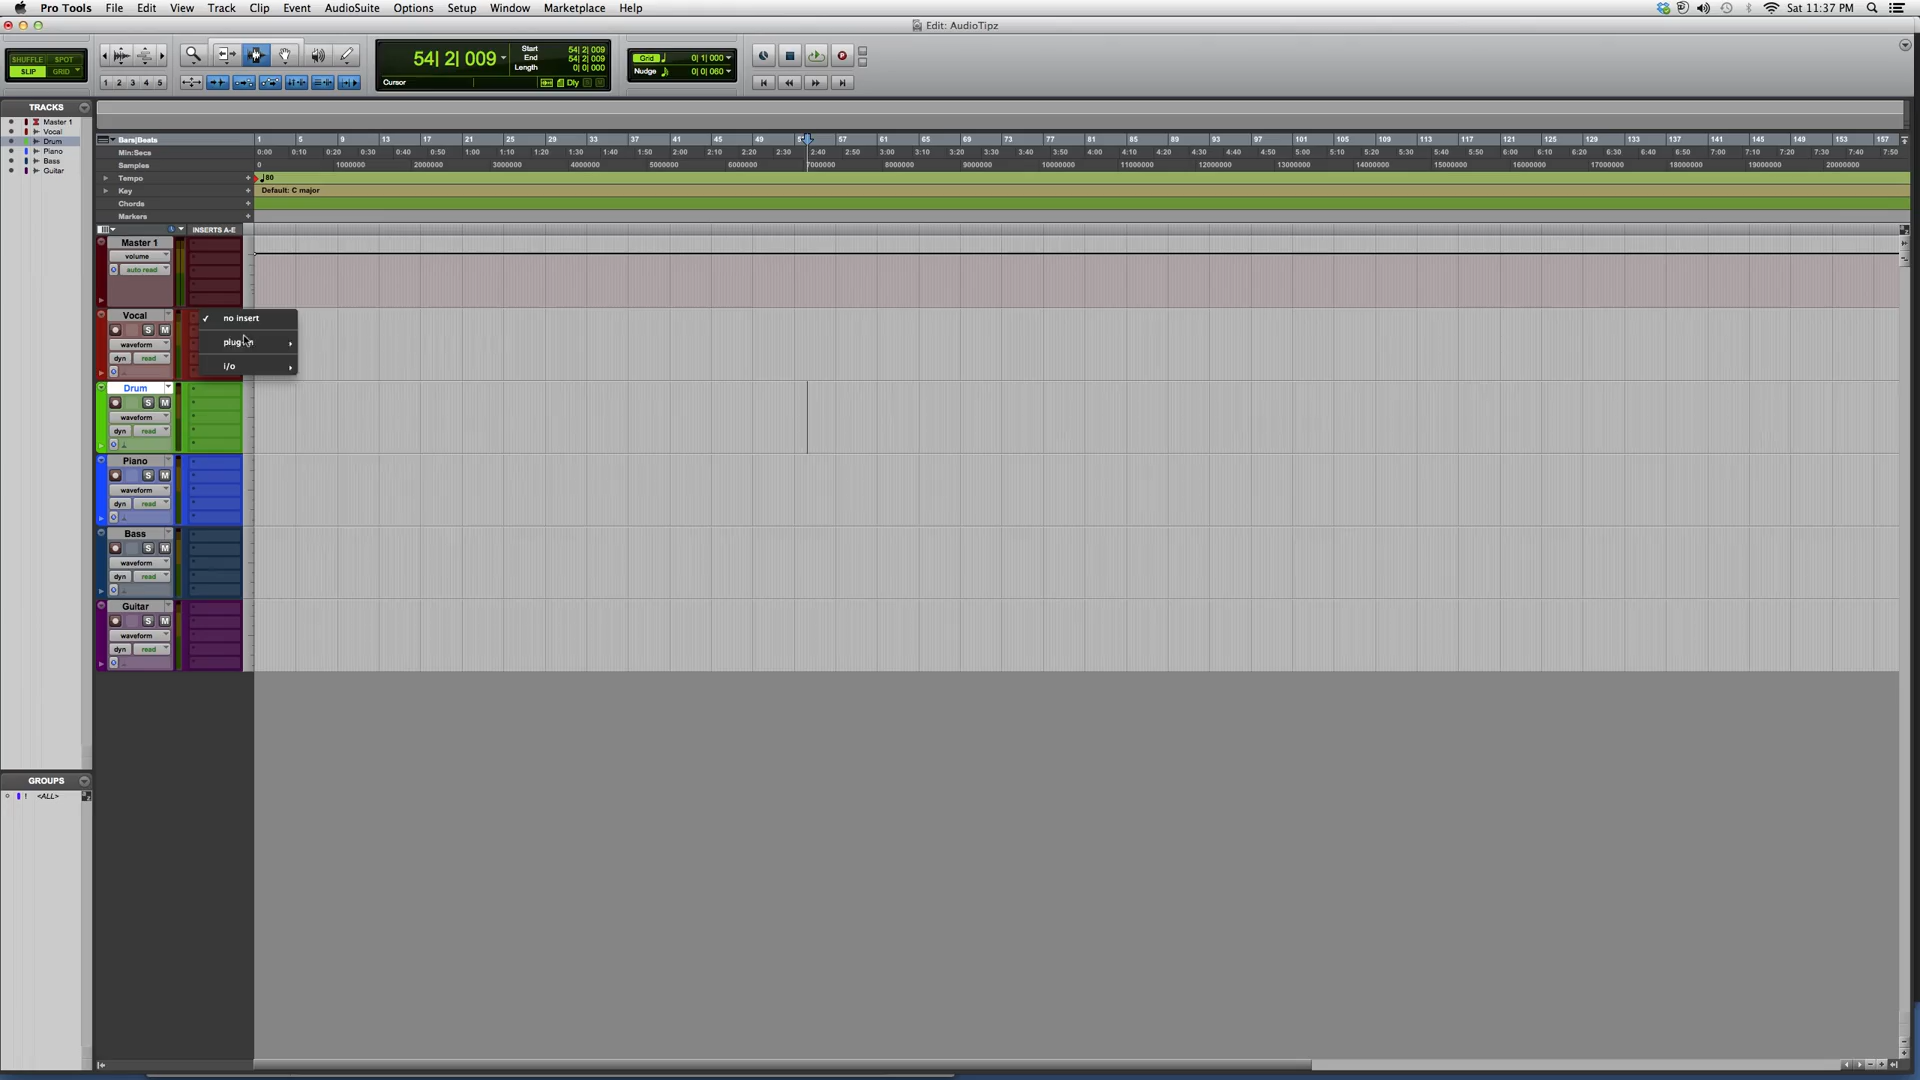 Pro Tools File Edit View Track Clip Event AudioSuite Options Setup Window Marketplace Help Sat 11:37 PM
Edit: AudioTipz
SHUFFLE SPOT
SLIP GRID
1 2 3 4 5
54| 2| 009
Start 54| 2| 009
End 54| 2| 009
Length 0| 0| 000
Cursor Dly
Grid 0| 1| 000
Nudge 0| 0| 060
TRACKS
Master 1
Vocal
Drum
Piano
Bass
Guitar
Bars|Beats 1 5 9 13 17 21 25 29 33 37 41 45 49 57 61 65 69 73 77 81 85 89 93 97 101 105 109 113 117 121 125 129 133 137 141 145 149 153 157
Min:Secs 0:00 0:10 0:20 0:30 0:40 0:50 1:00 1:10 1:20 1:30 1:40 1:50 2:00 2:10 2:20 2:30 2:40 2:50 3:00 3:10 3:20 3:30 3:40 3:50 4:00 4:10 4:20 4:30 4:40 4:50 5:00 5:10 5:20 5:30 5:40 5:50 6:00 6:10 6:20 6:30 6:40 6:50 7:00 7:10 7:20 7:30 7:40 7:50
Samples 0 1000000 2000000 3000000 4000000 5000000 6000000 7000000 8000000 9000000 10000000 11000000 12000000 13000000 14000000 15000000 16000000 17000000 18000000 19000000 20000000
Tempo 80
Key Default: C major
Chords
Markers
INSERTS A-E
Master 1
volume
auto read
Vocal
S M
waveform
dyn read
no insert
i/o
Drum
S M
waveform
dyn read
Piano
S M
waveform
dyn read
Bass
S M
waveform
dyn read
Guitar
S M
waveform
dyn read
GROUPS
! <ALL>